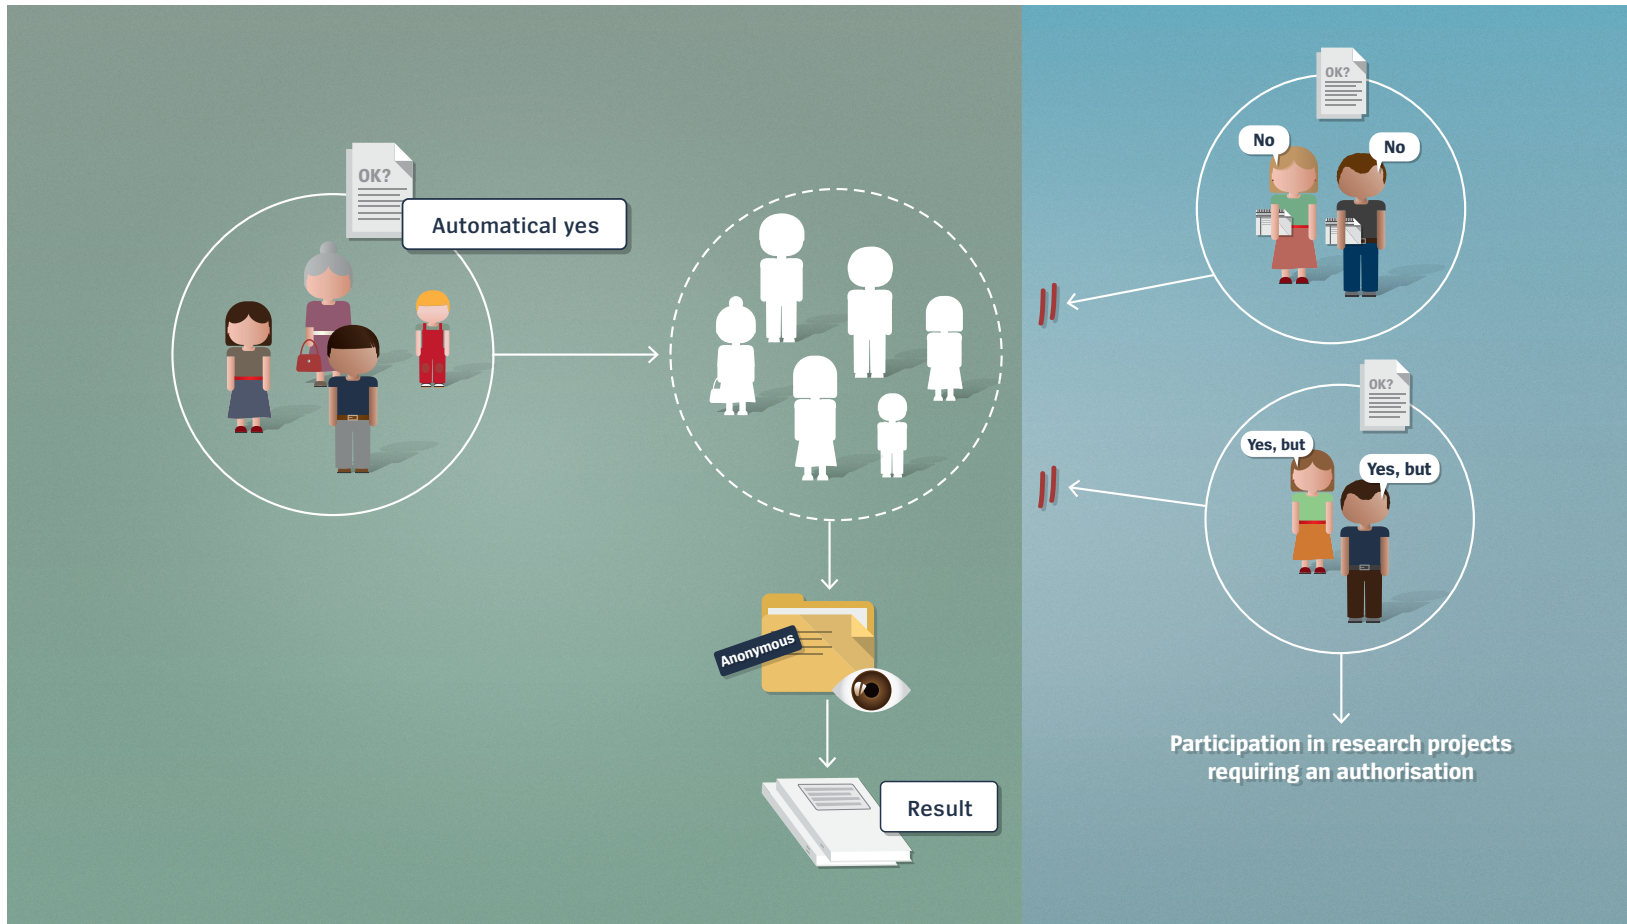 OK?
Automatical yes
Anonymous
Result
OK?
No
No
OK?
Yes, but
Yes, but
Participation in research projects
requiring an authorisation